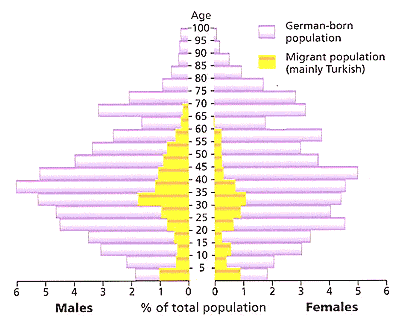 Age
German-born
population
Migrant population
(mainly Turkish)
100
95
90
85
80
75
70
65
60
55
50
45
40
35
30
25
20
15
10
5
6 5 4 3 2 1 0 0 1 2 3 4 5 6
Males % of total population Females